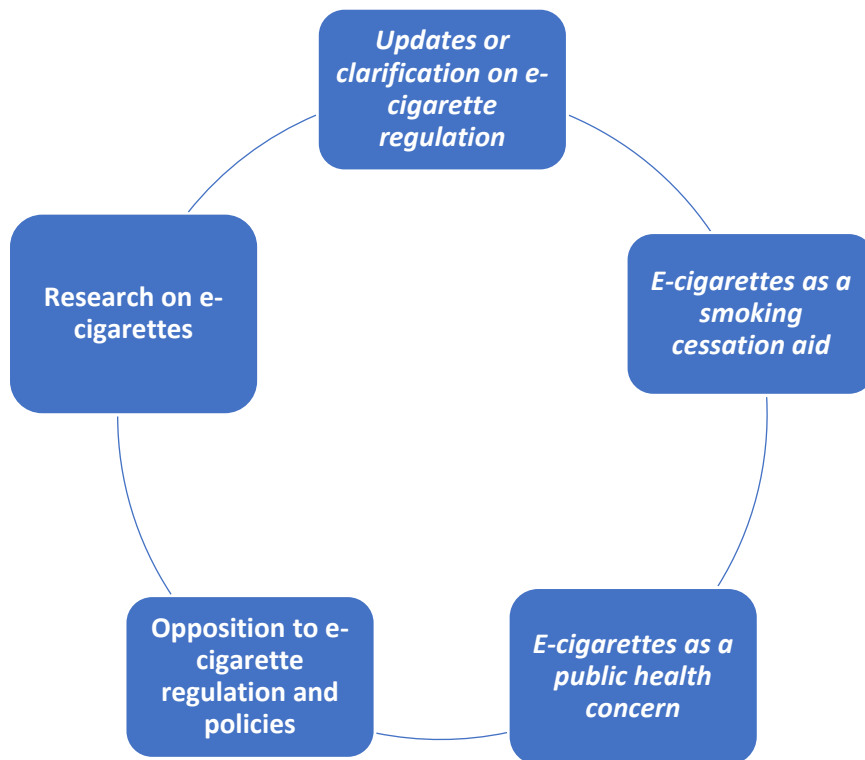 Updates or
clarification on e-
cigarette
regulation
E-cigarettes as a
smoking
cessation aid
E-cigarettes as a
public health
concern
Opposition to e-
cigarette
regulation and
policies
Research on e-
cigarettes